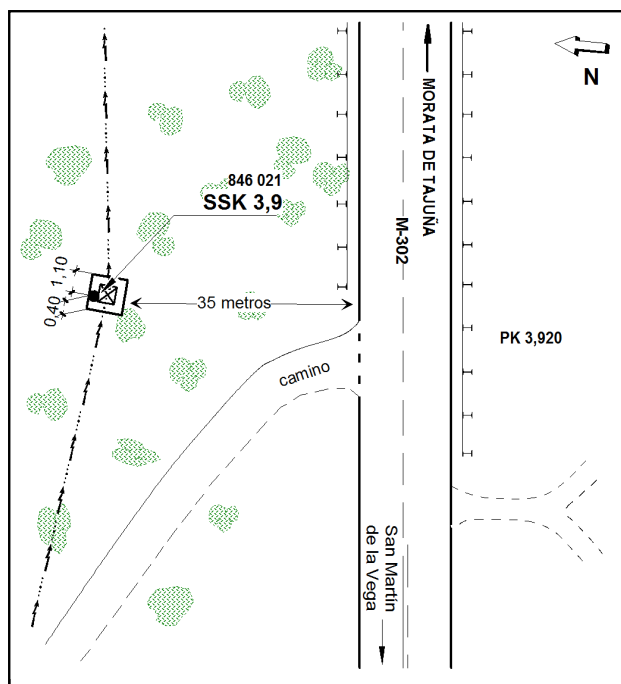 N
MORATA DE TAJUÑA
846 021
SSK 3,9
M-302
1,10
0,40
35 metros
PK 3,920
camino
San Martín
de la Vega